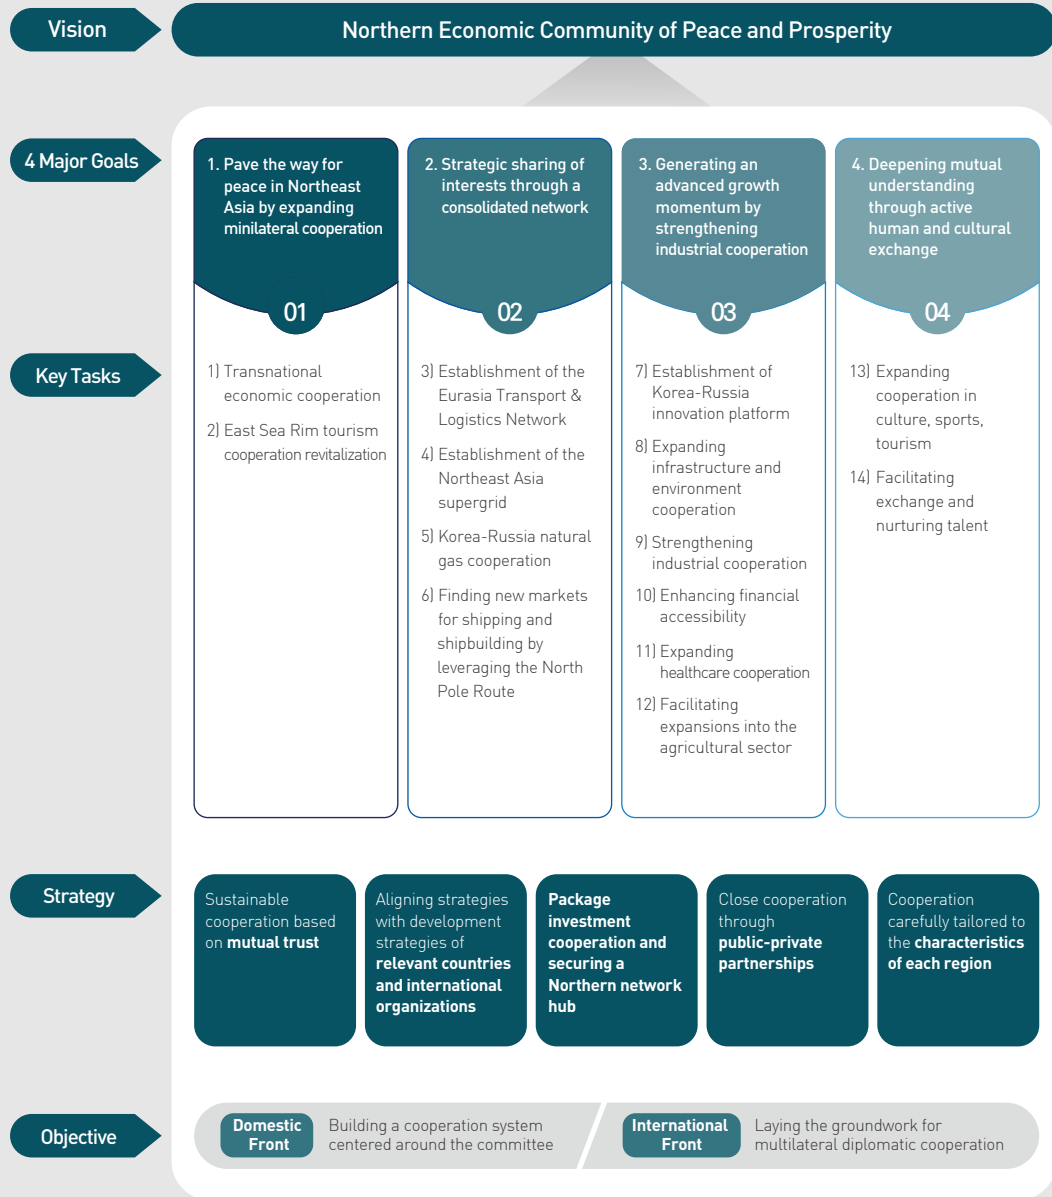 Vision
Northern Economic Community of Peace and Prosperity
4 Major Goals
1. Pave the way for
peace in Northeast
Asia by expanding
minilateral cooperation
01
2. Strategic sharing of
interests through a
consolidated network
02
3. Generating an
advanced growth
momentum by
strengthening
industrial cooperation
03
4. Deepening mutual
understanding
through active
human and cultural
exchange
04
Key Tasks
1) Transnational
economic cooperation
2) East Sea Rim tourism
cooperation revitalization
3) Establishment of the
Eurasia Transport &
Logistics Network
4) Establishment of the
Northeast Asia
supergrid
5) Korea-Russia natural
gas cooperation
6) Finding new markets
for shipping and
shipbuilding by
leveraging the North
Pole Route
7) Establishment of
Korea-Russia
innovation platform
8) Expanding
infrastructure and
environment
cooperation
9) Strengthening
industrial cooperation
10) Enhancing financial
accessibility
11) Expanding
healthcare cooperation
12) Facilitating
expansions into the
agricultural sector
13) Expanding
cooperation in
culture, sports,
tourism
14) Facilitating
exchange and
nurturing talent
Strategy
Sustainable
cooperation based
on mutual trust
Aligning strategies
with development
strategies of
relevant countries
and international
organizations
Package
investment
cooperation and
securing a
Northern network
hub
Close cooperation
through
public-private
partnerships
Cooperation
carefully tailored to
the characteristics
of each region
Objective
Domestic
Front
Building a cooperation system
centered around the committee
International
Front
Laying the groundwork for
multilateral diplomatic cooperation